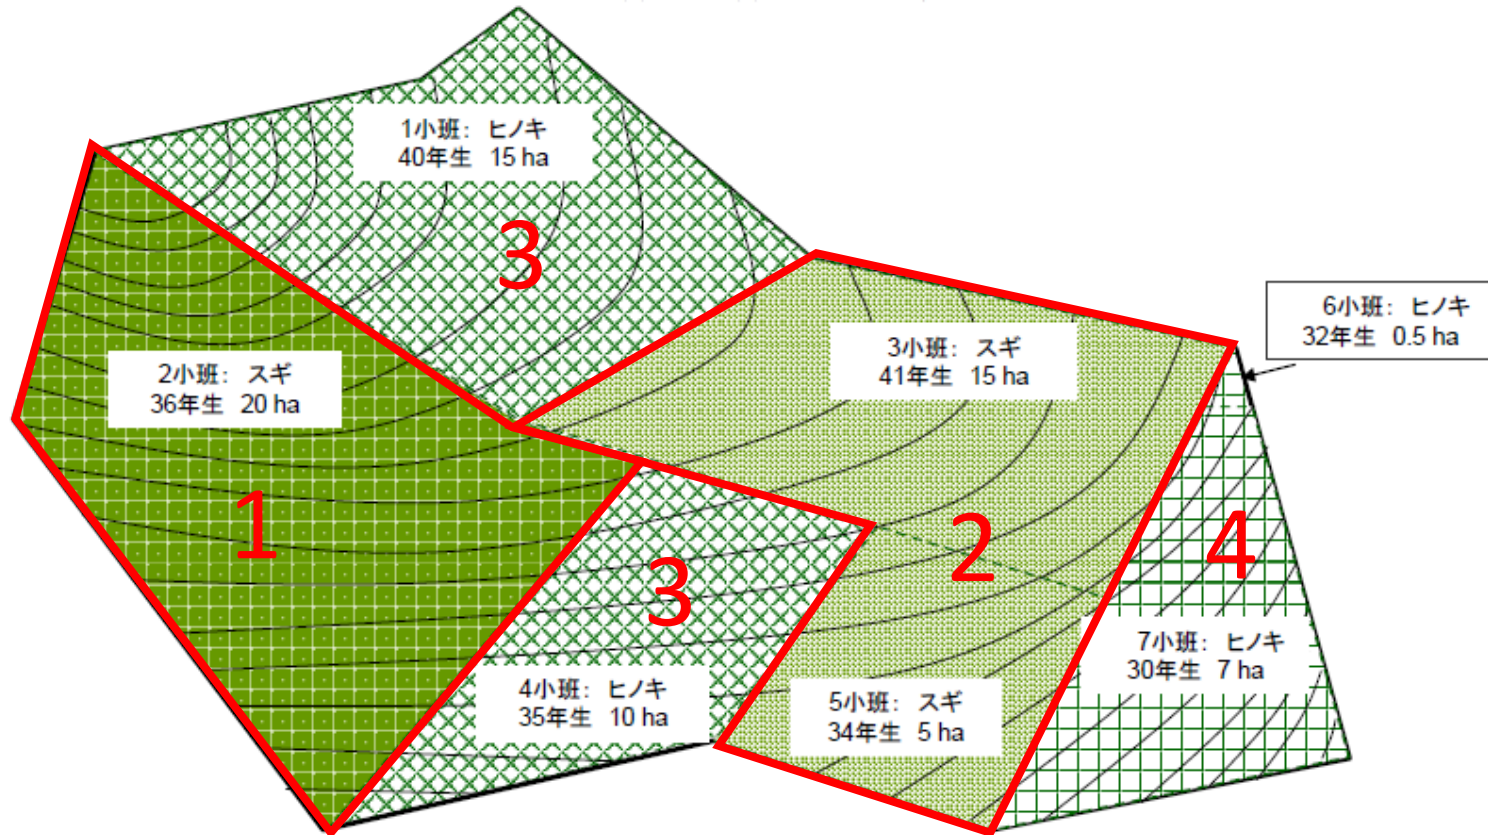 1小班： ヒノキ
40年生 15 ha
3
6小班： ヒノキ
32年生 0.5 ha
3小班： スギ
41年生 15 ha
2小班： スギ
36年生 20 ha
1
2
4
3
7小班： ヒノキ
30年生 7 ha
4小班： ヒノキ
35年生 10 ha
5小班： スギ
34年生 5 ha